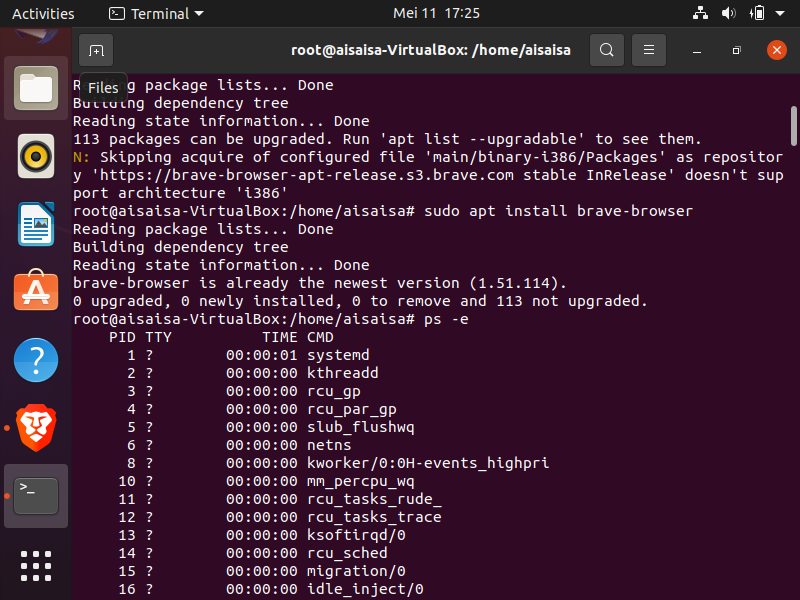 Activities
Terminal
Mei 11 17:25
root@aisaisa-VirtualBox: /home/aisaisa
Files
package lists... Done
Building dependency tree
Reading state information... Done
113 packages can be upgraded. Run 'apt list --upgradable' to see them.
N: Skipping acquire of configured file 'main/binary-i386/Packages' as repositor
y 'https://brave-browser-apt-release.s3.brave.com stable InRelease' doesn't sup
port architecture 'i386'
root@aisaisa-VirtualBox:/home/aisaisa# sudo apt install brave-browser
Reading package lists... Done
Building dependency tree
Reading state information... Done
brave-browser is already the newest version (1.51.114).
0 upgraded, 0 newly installed, 0 to remove and 113 not upgraded.
root@aisaisa-VirtualBox:/home/aisaisa# ps -e
PID TTY TIME CMD
1 ? 00:00:01 systemd
2 ? 00:00:00 kthreadd
3 ? 00:00:00 rcu_gp
4 ? 00:00:00 rcu_par_gp
5 ? 00:00:00 slub_flushwq
6 ? 00:00:00 netns
8 ? 00:00:00 kworker/0:0H-events_highpri
10 ? 00:00:00 mm_percpu_wq
11 ? 00:00:00 rcu_tasks_rude_
12 ? 00:00:00 rcu_tasks_trace
13 ? 00:00:00 ksoftirqd/0
14 ? 00:00:00 rcu_sched
15 ? 00:00:00 migration/0
16 ? 00:00:00 idle_inject/0